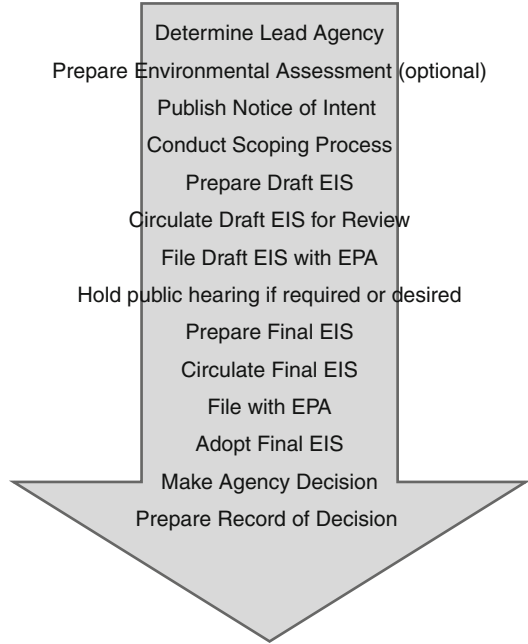 Determine Lead Agency
Prepare Environmental Assessment (optional)
Publish Notice of Intent
Conduct Scoping Process
Prepare Draft EIS
Circulate Draft EIS for Review
File Draft EIS with EPA
Hold public hearing if required or desired
Prepare Final EIS
Circulate Final EIS
File with EPA
Adopt Final EIS
Make Agency Decision
Prepare Record of Decision